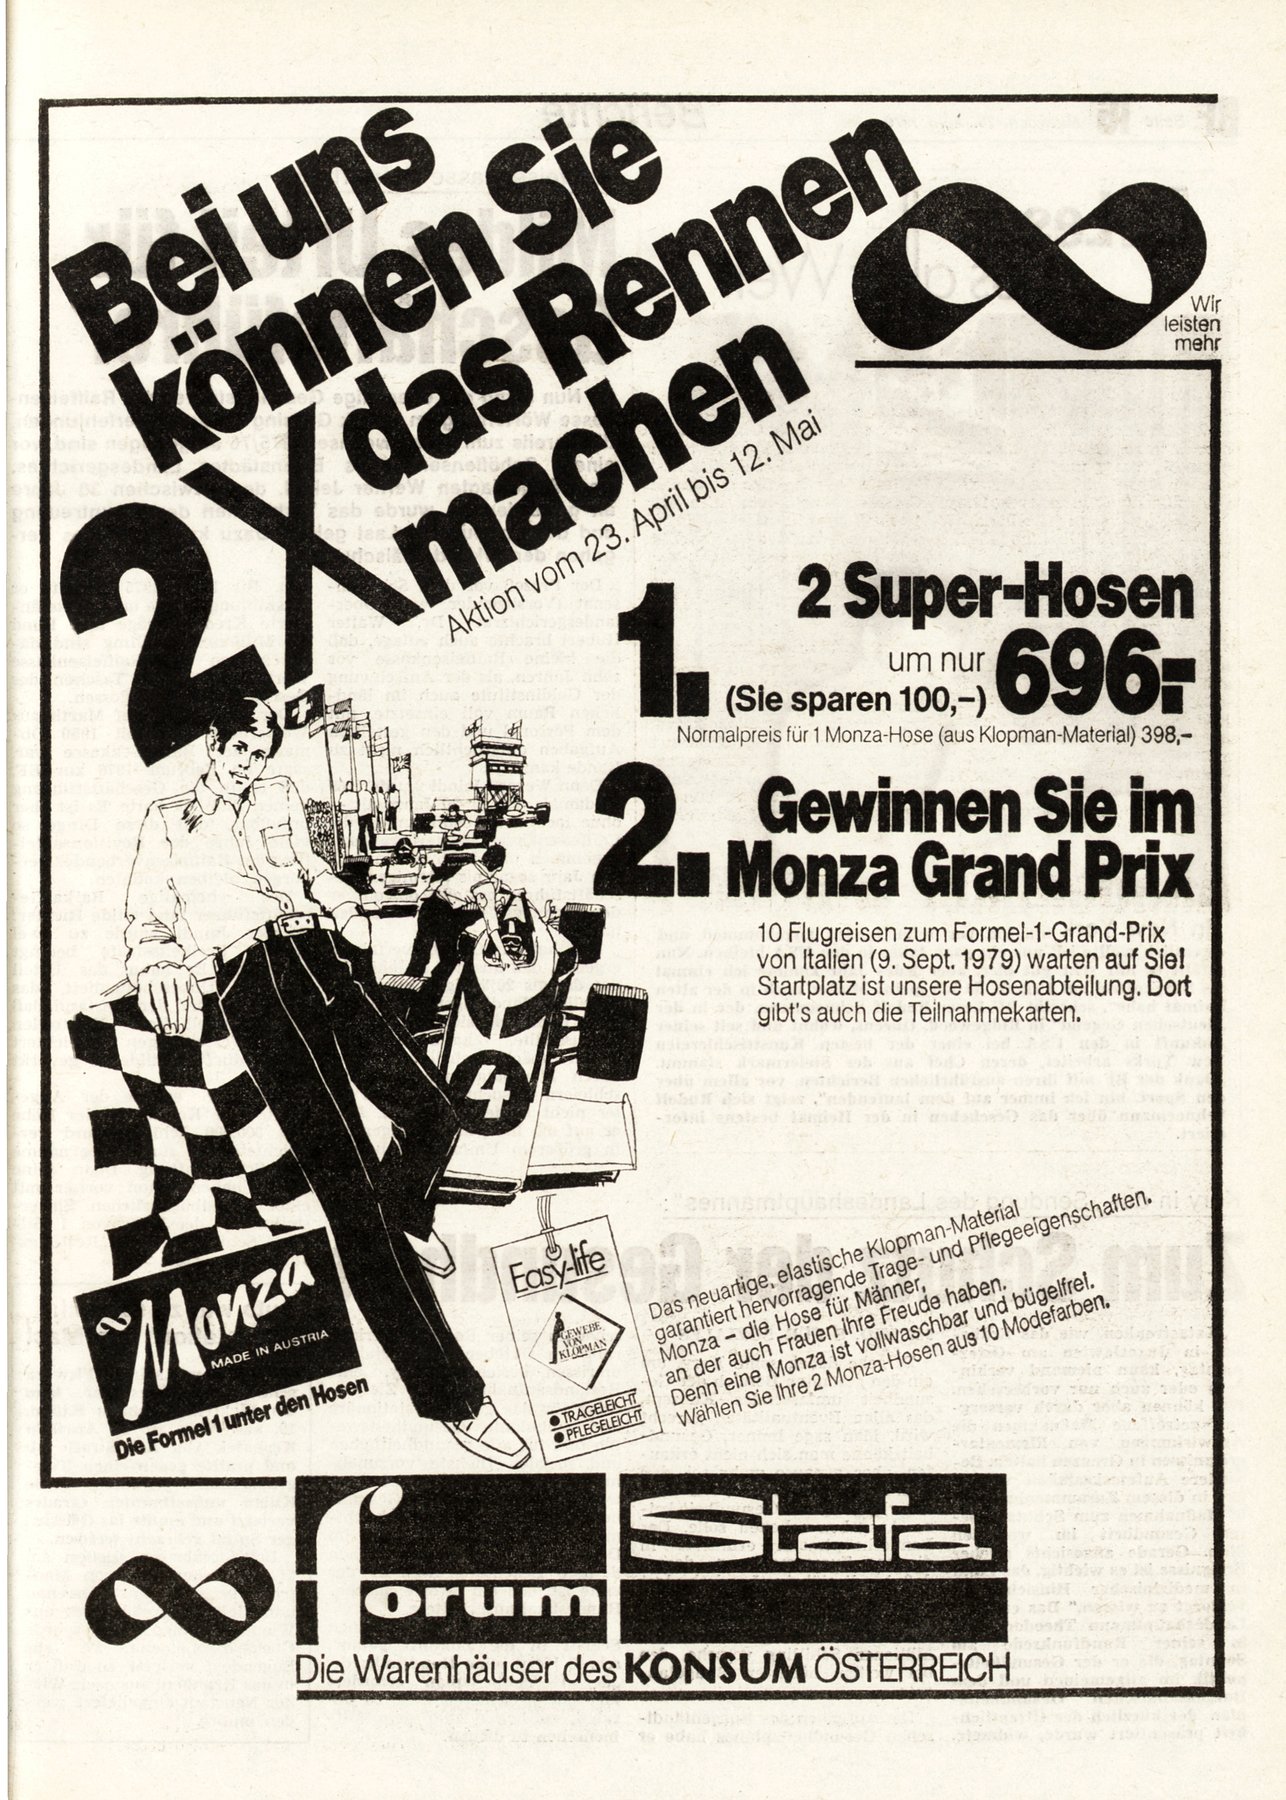 Bei uns
können Sie
2x das Rennen
machen
Aktion vom 23. April bis 12. Mai
Wir
leisten
mehr
1. 2 Super-Hosen
um nur 696,-
(Sie sparen 100,-)
Normalpreis für 1 Monza-Hose (aus Klopman-Material) 398,-
2. Gewinnen Sie im
Monza Grand Prix
10 Flugreisen zum Formel-1-Grand-Prix
von Italien (9. Sept. 1979) warten auf Sie!
Startplatz ist unsere Hosenabteilung. Dort
gibt's auch die Teilnahmekarten.
4
Monza
MADE IN AUSTRIA
Die Formel 1 unter den Hosen
Easy-life
GEWEBE
VON
KLOPMAN
● TRAGELEICHT
● PFLEGELEICHT
Das neuartige, elastische Klopman-Material
garantiert hervorragende Trage- und Pflegeeigenschaften.
Monza – die Hose für Männer,
an der auch Frauen ihre Freude haben.
Denn eine Monza ist vollwaschbar und bügelfrei.
Wählen Sie Ihre 2 Monza-Hosen aus 10 Modefarben.
forum Stafa
Die Warenhäuser des KONSUM ÖSTERREICH